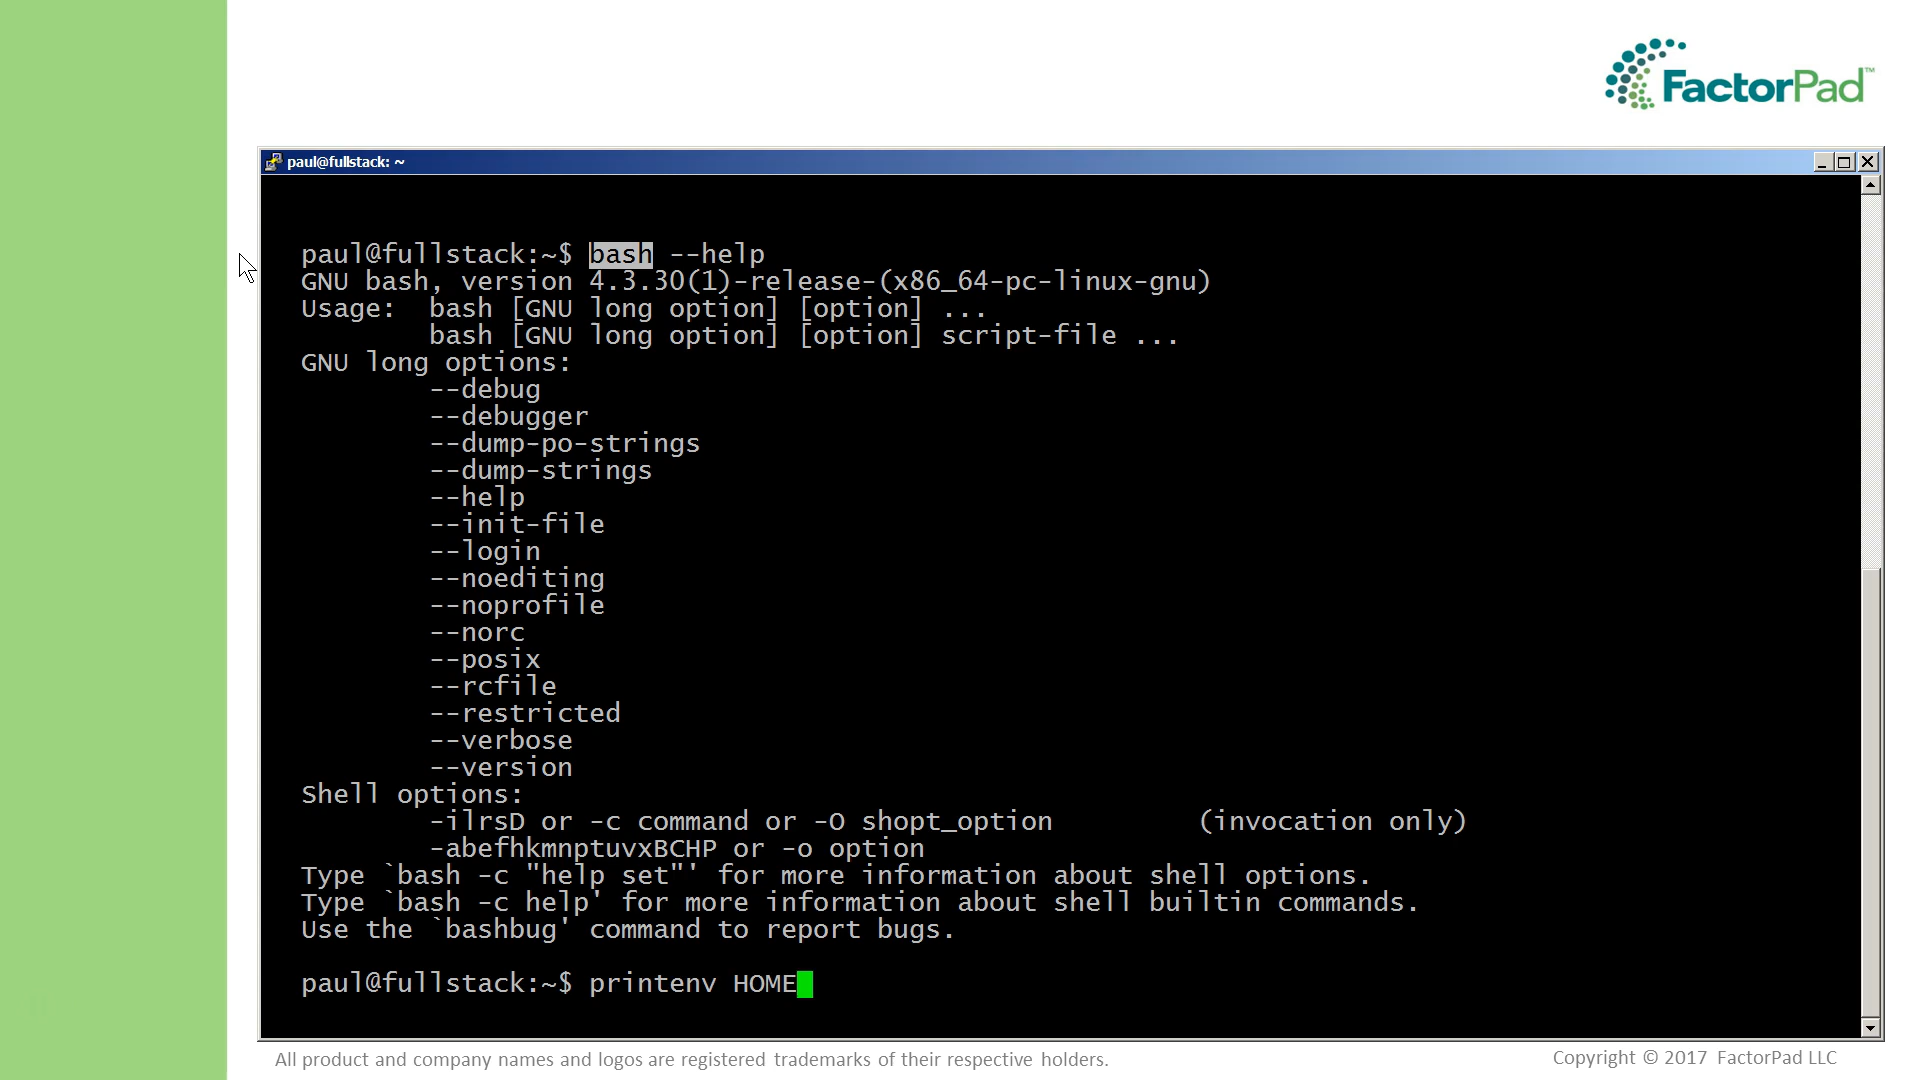 FactorPad™
paul@fullstack: ~
paul@fullstack:~$ bash --help
GNU bash, version 4.3.30(1)-release-(x86_64-pc-linux-gnu)
Usage:  bash [GNU long option] [option] ...
        bash [GNU long option] [option] script-file ...
GNU long options:
        --debug
        --debugger
        --dump-po-strings
        --dump-strings
        --help
        --init-file
        --login
        --noediting
        --noprofile
        --norc
        --posix
        --rcfile
        --restricted
        --verbose
        --version
Shell options:
        -ilrsD or -c command or -O shopt_option         (invocation only)
        -abefhkmnptuvxBCHP or -o option
Type `bash -c "help set"' for more information about shell options.
Type `bash -c help' for more information about shell builtin commands.
Use the `bashbug' command to report bugs.
paul@fullstack:~$ printenv HOME
All product and company names and logos are registered trademarks of their respective holders.
Copyright © 2017 FactorPad LLC